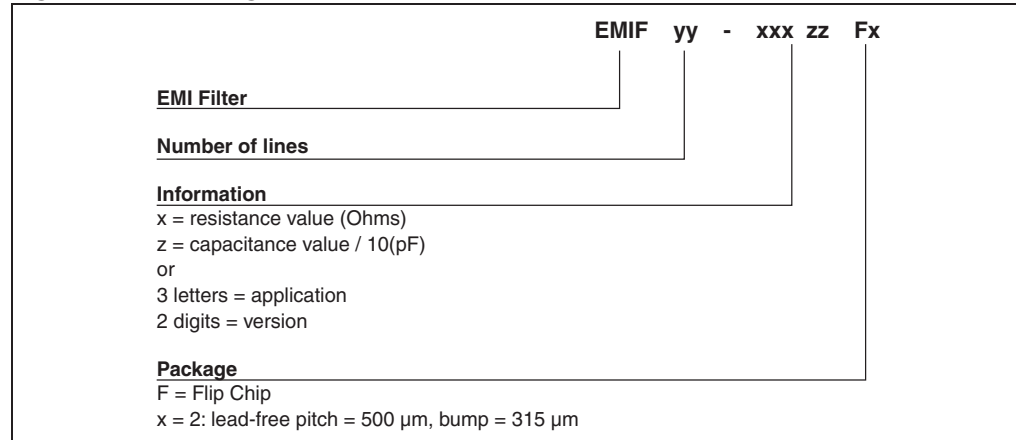 EMIF yy - xxx zz Fx
EMI Filter
Number of lines
Information
x = resistance value (Ohms)
z = capacitance value / 10(pF)
or
3 letters = application
2 digits = version
Package
F = Flip Chip
x = 2: lead-free pitch = 500 µm, bump = 315 µm